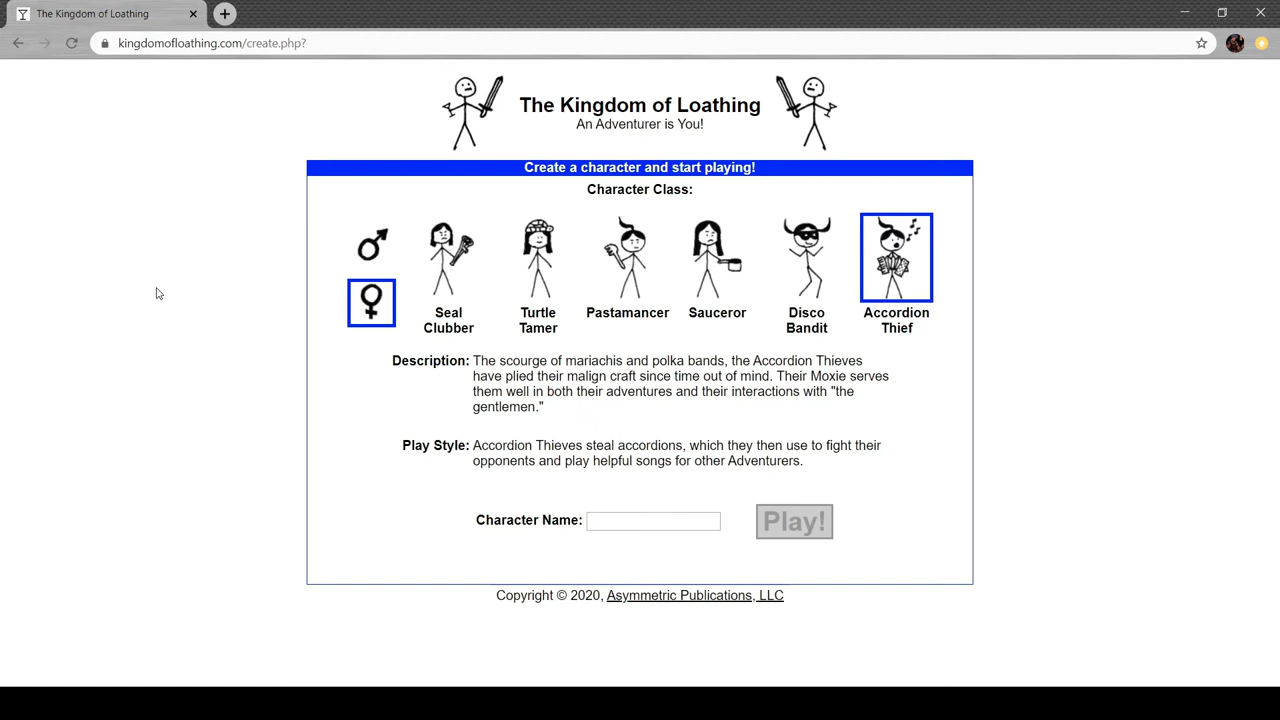 The Kingdom of Loathing
kingdomofloathing.com/create.php?
The Kingdom of Loathing
An Adventurer is You!
Create a character and start playing!
Character Class:
Seal Clubber
Turtle Tamer
Pastamancer
Sauceror
Disco Bandit
Accordion Thief
Description: The scourge of mariachis and polka bands, the Accordion Thieves
have plied their malign craft since time out of mind. Their Moxie serves
them well in both their adventures and their interactions with "the
gentlemen."
Play Style: Accordion Thieves steal accordions, which they then use to fight their
opponents and play helpful songs for other Adventurers.
Character Name:
Play!
Copyright © 2020, Asymmetric Publications, LLC